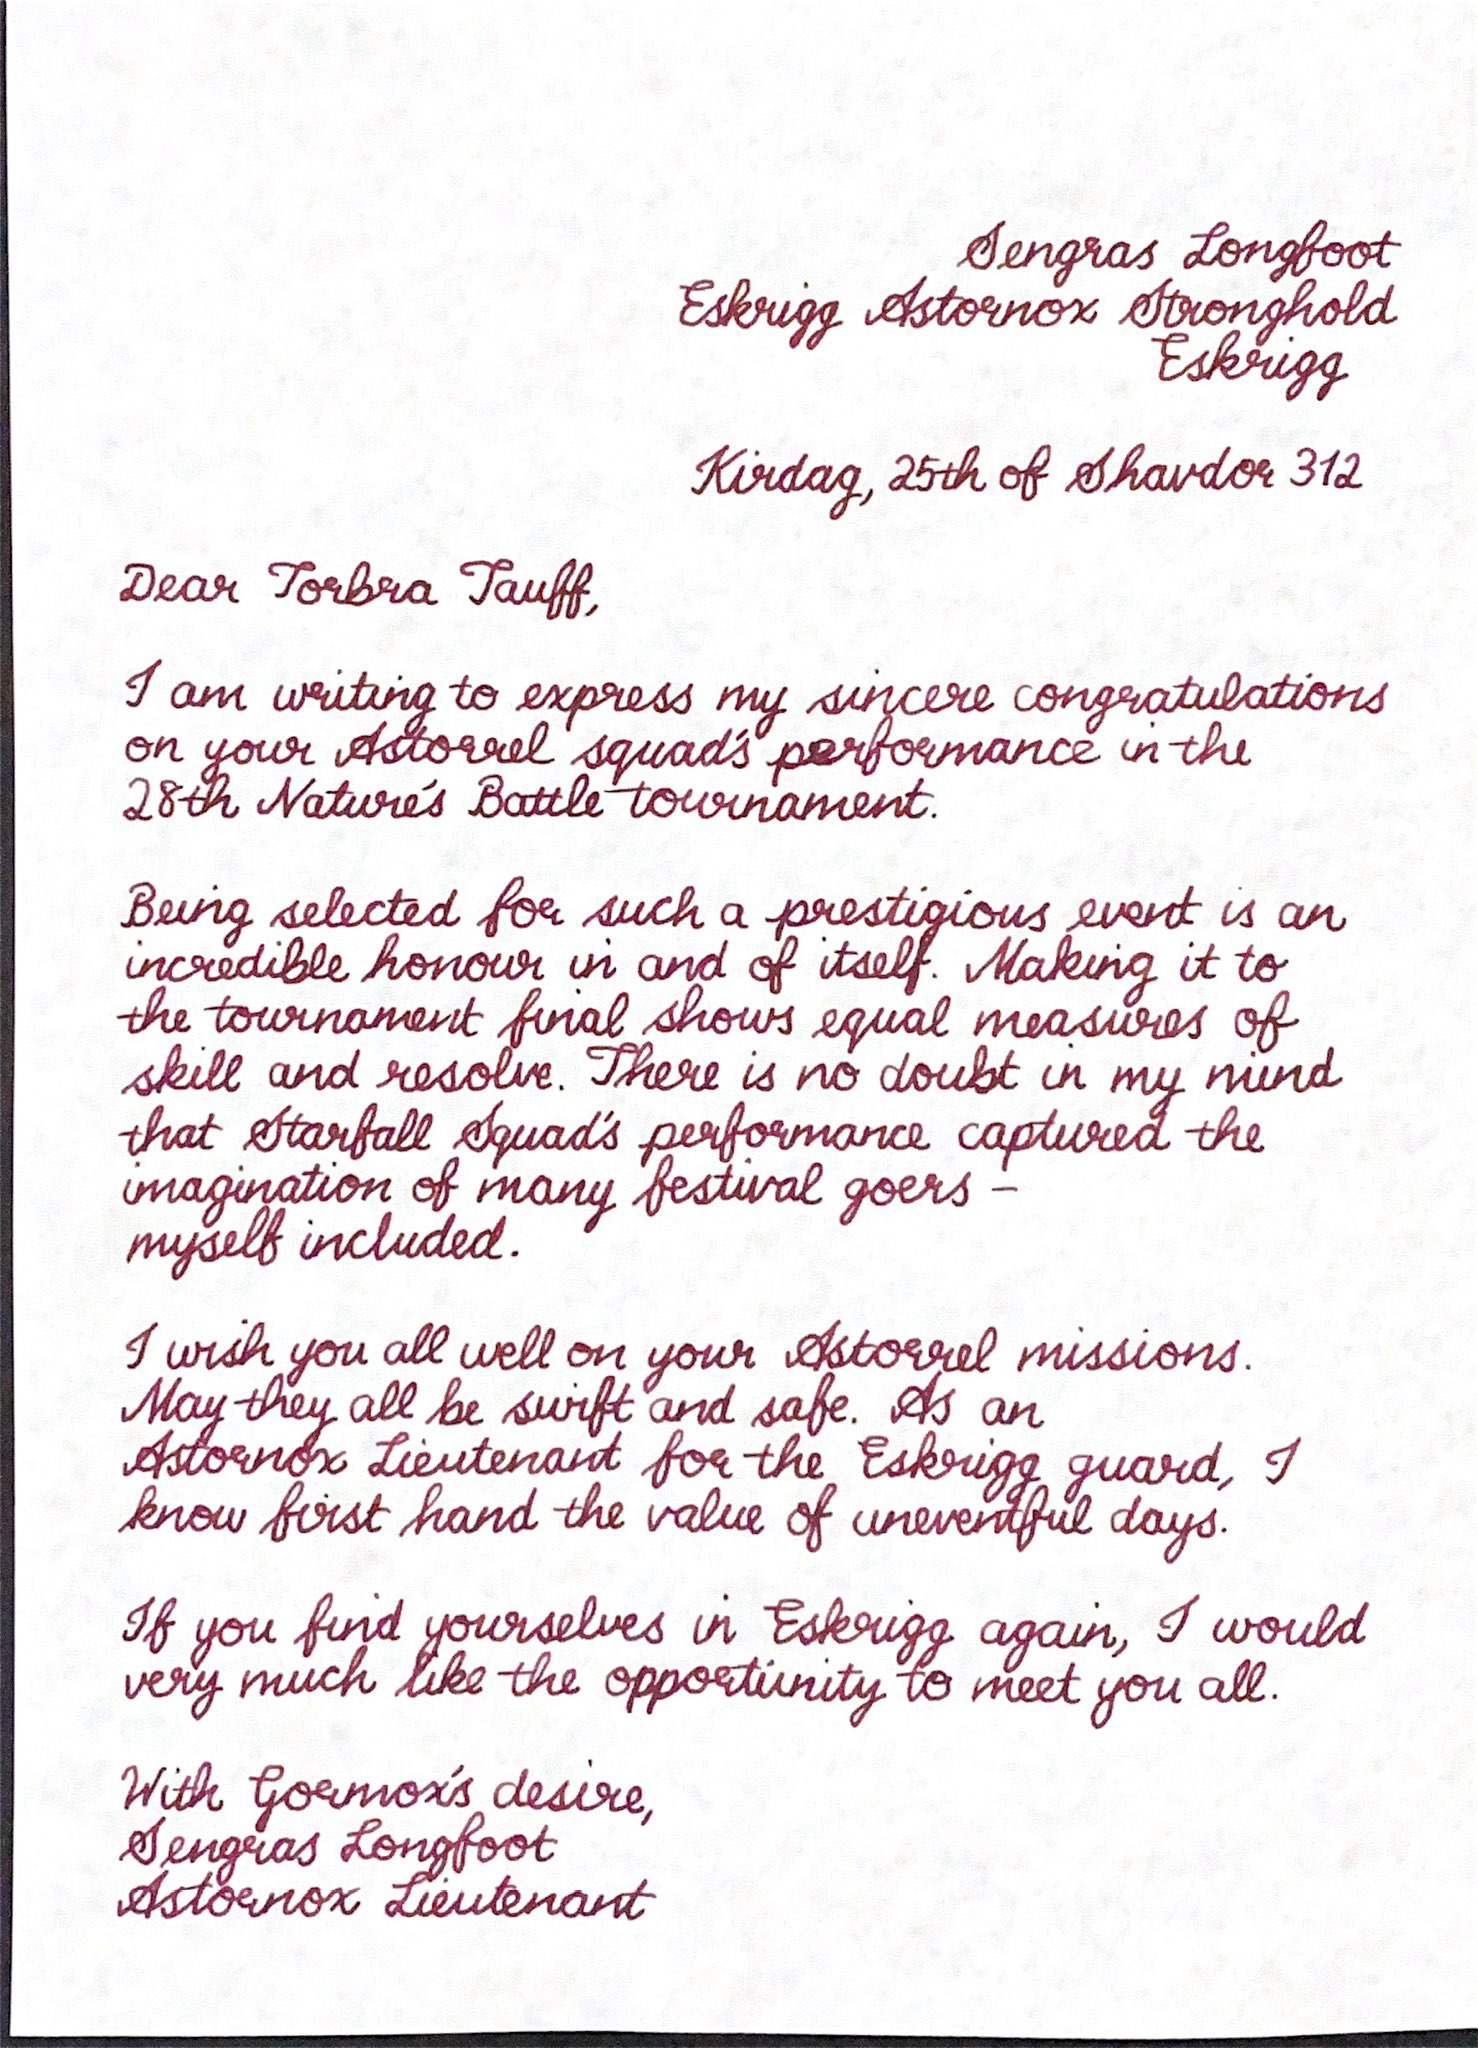 Sengras Longfoot
Eskrigg Astornox Stronghold
Eskrigg
Kirdag, 25th of Shavdor 312
Dear Torbra Tauff,
I am writing to express my sincere congratulations
on your Astorrel squad's performance in the
28th Nature's Battle tournament.
Being selected for such a prestigious event is an
incredible honour in and of itself. Making it to
the tournament final shows equal measures of
skill and resolve. There is no doubt in my mind
that Starfall Squad's performance captured the
imagination of many festival goers –
myself included.
I wish you all well on your Astorrel missions.
May they all be swift and safe. As an
Astornox Lieutenant for the Eskrigg guard, I
know first hand the value of uneventful days.
If you find yourselves in Eskrigg again, I would
very much like the opportunity to meet you all.
With Gormox's desire,
Sengras Longfoot
Astornox Lieutenant